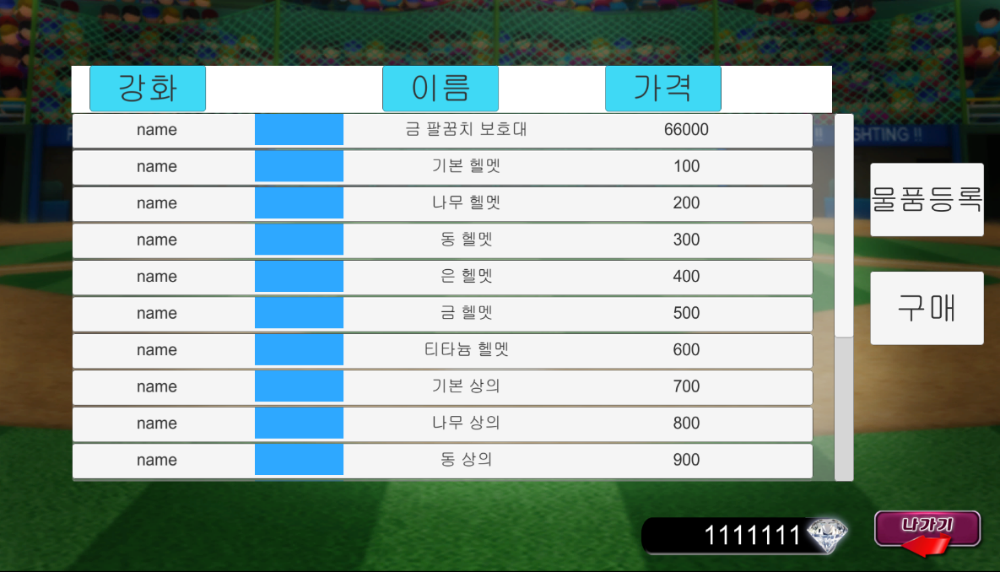 강화 이름 가격
name 금 팔꿈치 보호대 66000
name 기본 헬멧 100
name 나무 헬멧 200
name 동 헬멧 300
name 은 헬멧 400
name 금 헬멧 500
name 티타늄 헬멧 600
name 기본 상의 700
name 나무 상의 800
name 동 상의 900
!! GHTING !!
물품등록
구매
1111111
나가기